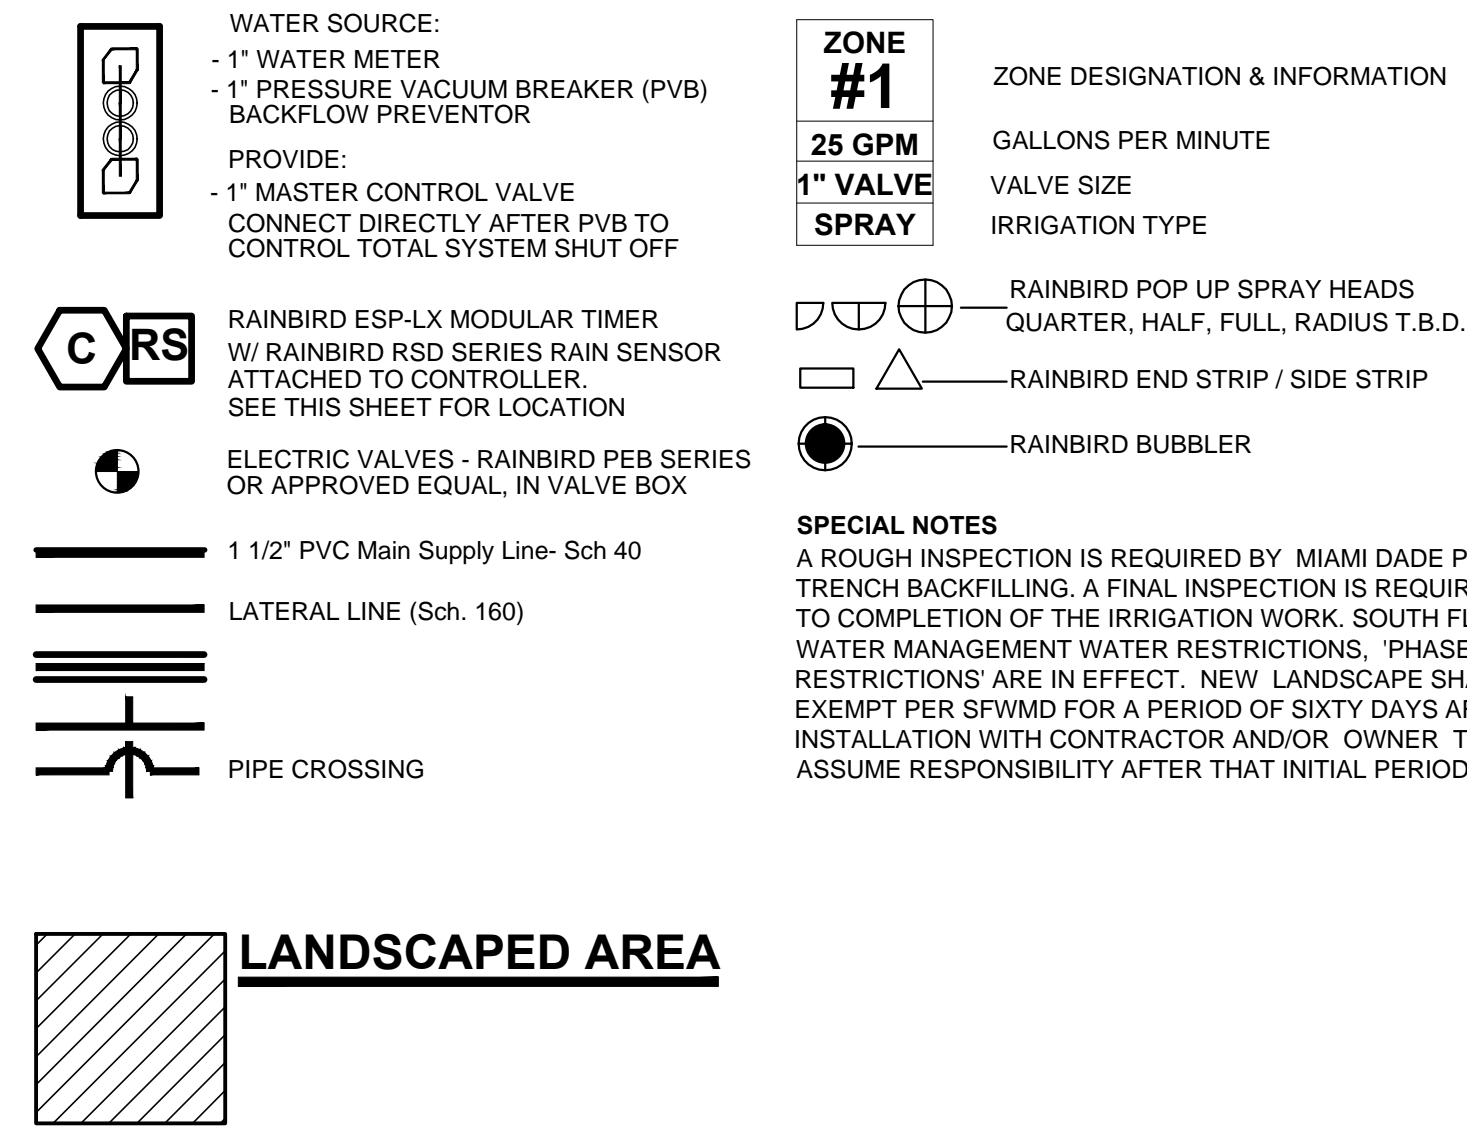 WATER SOURCE:
- 1" WATER METER
- 1" PRESSURE VACUUM BREAKER (PVB)
BACKFLOW PREVENTOR
PROVIDE:
- 1" MASTER CONTROL VALVE
CONNECT DIRECTLY AFTER PVB TO
CONTROL TOTAL SYSTEM SHUT OFF
C RS
RAINBIRD ESP-LX MODULAR TIMER
W/ RAINBIRD RSD SERIES RAIN SENSOR
ATTACHED TO CONTROLLER.
SEE THIS SHEET FOR LOCATION
ELECTRIC VALVES - RAINBIRD PEB SERIES
OR APPROVED EQUAL, IN VALVE BOX
1 1/2" PVC Main Supply Line- Sch 40
LATERAL LINE (Sch. 160)
PIPE CROSSING
LANDSCAPED AREA
ZONE
#1
ZONE DESIGNATION & INFORMATION
25 GPM
GALLONS PER MINUTE
1" VALVE
VALVE SIZE
SPRAY
IRRIGATION TYPE
RAINBIRD POP UP SPRAY HEADS
QUARTER, HALF, FULL, RADIUS T.B.D.
RAINBIRD END STRIP / SIDE STRIP
RAINBIRD BUBBLER
SPECIAL NOTES
A ROUGH INSPECTION IS REQUIRED BY MIAMI DADE
TRENCH BACKFILLING. A FINAL INSPECTION IS
TO COMPLETION OF THE IRRIGATION WORK. SOUTH
WATER MANAGEMENT WATER RESTRICTIONS, 'PHASE
RESTRICTIONS' ARE IN EFFECT. NEW LANDSCAPE
EXEMPT PER SFWMD FOR A PERIOD OF SIXTY DAYS
INSTALLATION WITH CONTRACTOR AND/OR OWNER
ASSUME RESPONSIBILITY AFTER THAT INITIAL PERIOD